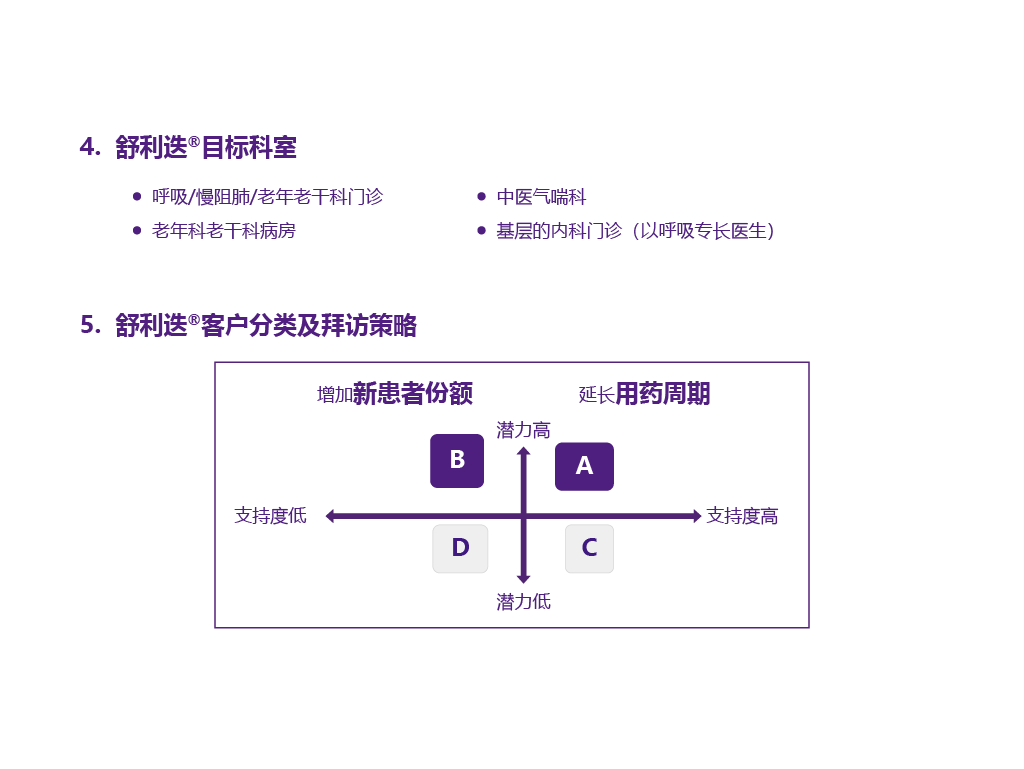 4. 舒利迭®目标科室
呼吸/慢阻肺/老年老干科门诊
老年科老干科病房
中医气喘科
基层的内科门诊（以呼吸专长医生）
5. 舒利迭®客户分类及拜访策略
增加新患者份额
延长用药周期
潜力高
B
A
支持度低
支持度高
D
C
潜力低